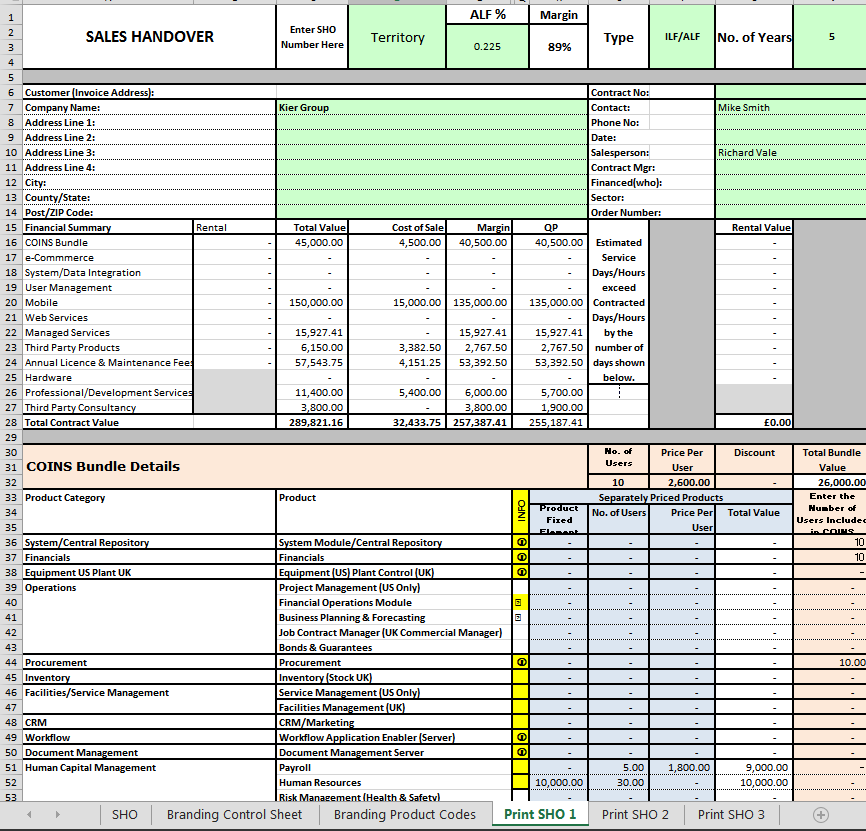 1 ALF % Margin
2 SALES HANDOVER Enter SHO Number Here Territory Type ILF/ALF No. of Years 5
3 0.225 89%
4
5
6 Customer (Invoice Address): Contract No:
7 Company Name: Kier Group Contact: Mike Smith
8 Address Line 1: Phone No:
9 Address Line 2: Date:
10 Address Line 3: Salesperson: Richard Vale
11 Address Line 4: Contract Mgr:
12 City: Financed(who):
13 County/State: Sector:
14 Post/ZIP Code: Order Number:
15 Financial Summary Rental Total Value Cost of Sale Margin QP Rental Value
16 COINS Bundle - 45,000.00 4,500.00 40,500.00 40,500.00 Estimated -
17 e-Commmerce - - - - - Service -
18 System/Data Integration - - - - - Days/Hours -
19 User Management - - - - - exceed -
20 Mobile - 150,000.00 15,000.00 135,000.00 135,000.00 Contracted -
21 Web Services - - - - - Days/Hours -
22 Managed Services - 15,927.41 - 15,927.41 15,927.41 by the -
23 Third Party Products - 6,150.00 3,382.50 2,767.50 2,767.50 number of -
24 Annual Licence & Maintenance Fees - 57,543.75 4,151.25 53,392.50 53,392.50 days shown -
25 Hardware - - - - below. -
26 Professional/Development Services 11,400.00 5,400.00 6,000.00 5,700.00
27 Third Party Consultancy 3,800.00 - 3,800.00 1,900.00
28 Total Contract Value 289,821.16 32,433.75 257,387.41 255,187.41 £0.00
29
30 No. of Price Per Discount Total Bundle
31 COINS Bundle Details Users User Value
32 10 2,600.00 - 26,000.00
33 Product Category Product INFO Separately Priced Products Enter the
34 Product No. of Users Price Per Total Value Number of
35 Fixed Element User Users Included in COINS
36 System/Central Repository System Module/Central Repository - - - - 10
37 Financials Financials - - - - 10
38 Equipment US Plant UK Equipment (US) Plant Control (UK) - - - - -
39 Operations Project Management (US Only) - - - - -
40 Financial Operations Module - - - - -
41 Business Planning & Forecasting - - - - -
42 Job Contract Manager (UK Commercial Manager) - - - - -
43 Bonds & Guarantees - - - - -
44 Procurement Procurement - - - - 10.00
45 Inventory Inventory (Stock UK) - - - - -
46 Facilities/Service Management Service Management (US Only) - - - - -
47 Facilities Management (UK) - - - - -
48 CRM CRM/Marketing - - - - -
49 Workflow Workflow Application Enabler (Server) - - - - -
50 Document Management Document Management Server - - - - -
51 Human Capital Management Payroll - 5.00 1,800.00 9,000.00 -
52 Human Resources 10,000.00 30.00 - 10,000.00 -
53 Risk Management (Health & Safety) - - - - -
SHO Branding Control Sheet Branding Product Codes Print SHO 1 Print SHO 2 Print SHO 3